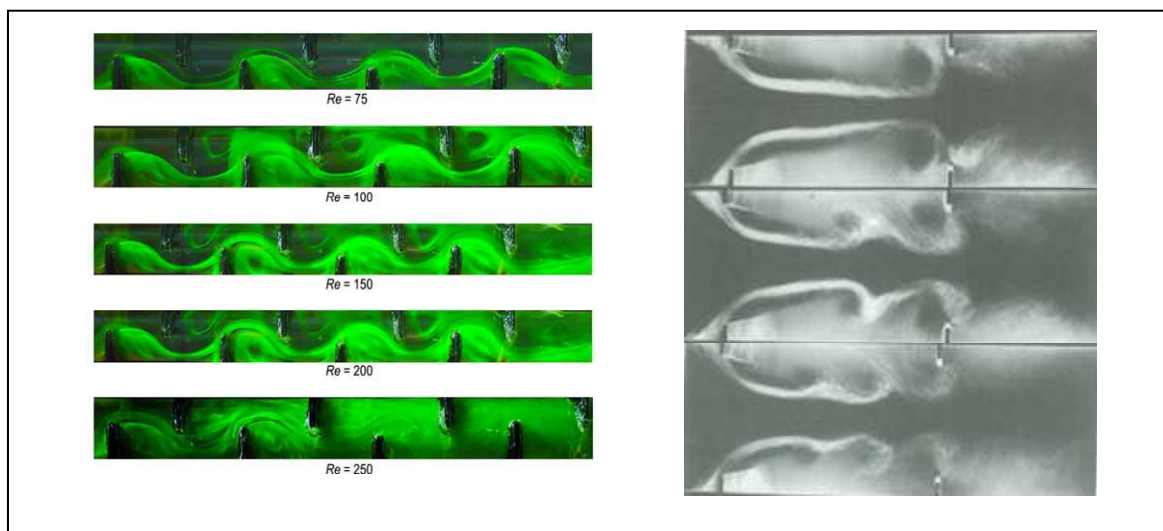 Re = 75
Re = 100
Re = 150
Re = 200
Re = 250